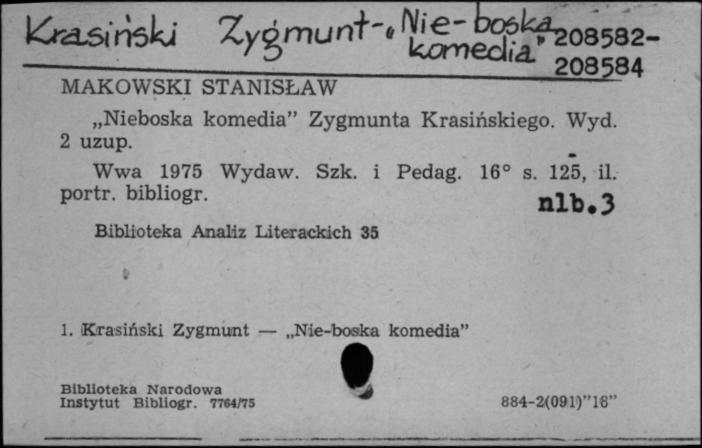 Krasiński Zygmunt-„Nie-boska
komedia” 208582-
208584
MAKOWSKI STANISŁAW
„Nieboska komedia” Zygmunta Krasińskiego. Wyd.
2 uzup.
Wwa 1975 Wydaw. Szk. i Pedag. 16° s. 125, il.
portr. bibliogr. nlb.3
Biblioteka Analiz Literackich 35
1. Krasiński Zygmunt — „Nie-boska komedia”
Biblioteka Narodowa
Instytut Bibliogr. 7764/75 884-2(091)”18”